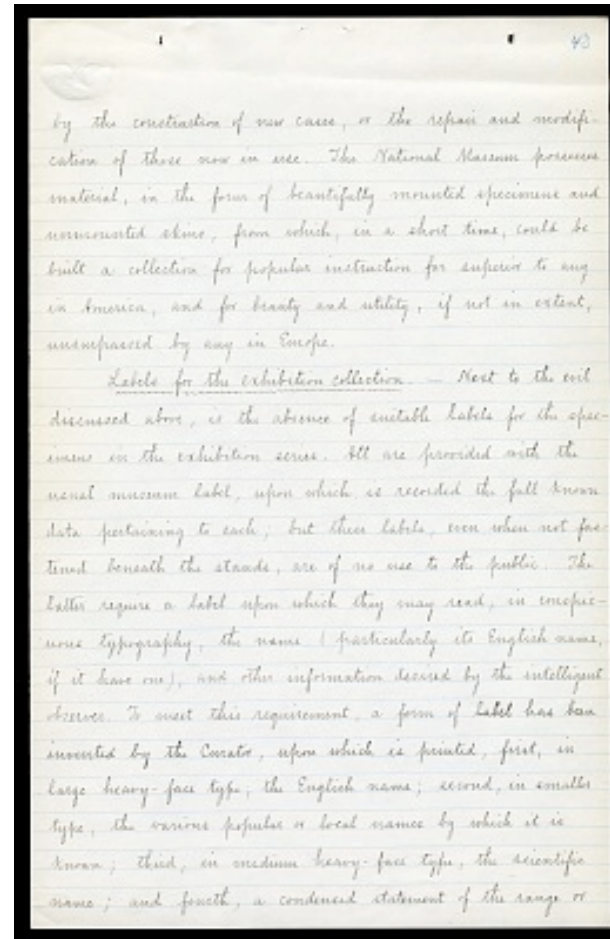 43
by the construction of new cases, or the repair and modifi-
cation of those now in use. The National Museum possesses
material, in the form of beautifully mounted specimens and
unmounted skins, from which, in a short time, could be
built a collection for popular instruction far superior to any
in America, and for beauty and utility, if not in extent,
unsurpassed by any in Europe.
Labels for the exhibition collection. — Next to the evil
discussed above, is the absence of suitable labels for the spec-
imens in the exhibition series. All are provided with the
usual museum label, upon which is recorded the full known
data pertaining to each; but these labels, even when not fas-
tened beneath the stands, are of no use to the public. The
latter require a label upon which they may read, in conspic-
uous typography, the name (particularly its English name,
if it have one), and other information desired by the intelligent
observer. To meet this requirement, a form of label has been
invented by the Curator, upon which is printed, first, in
large heavy-face type, the English name; second, in smaller
type, the various popular or local names by which it is
known; third, in medium heavy-face type, the scientific
name; and fourth, a condensed statement of the range or